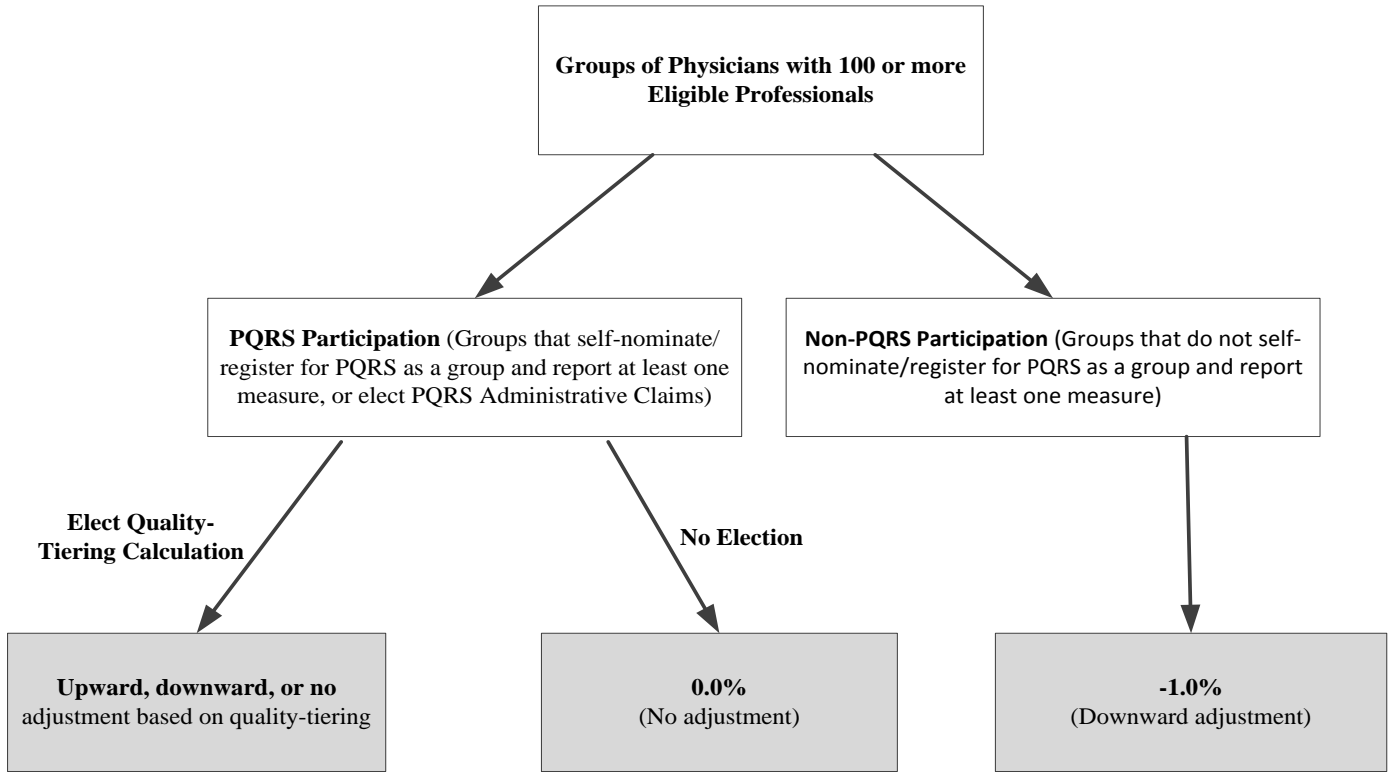 Groups of Physicians with 100 or more
Eligible Professionals
PQRS Participation (Groups that self-nominate/
register for PQRS as a group and report at least one
measure, or elect PQRS Administrative Claims)
Non-PQRS Participation (Groups that do not self-
nominate/register for PQRS as a group and report
at least one measure)
Elect Quality-
Tiering Calculation
No Election
Upward, downward, or no
adjustment based on quality-tiering
0.0%
(No adjustment)
-1.0%
(Downward adjustment)